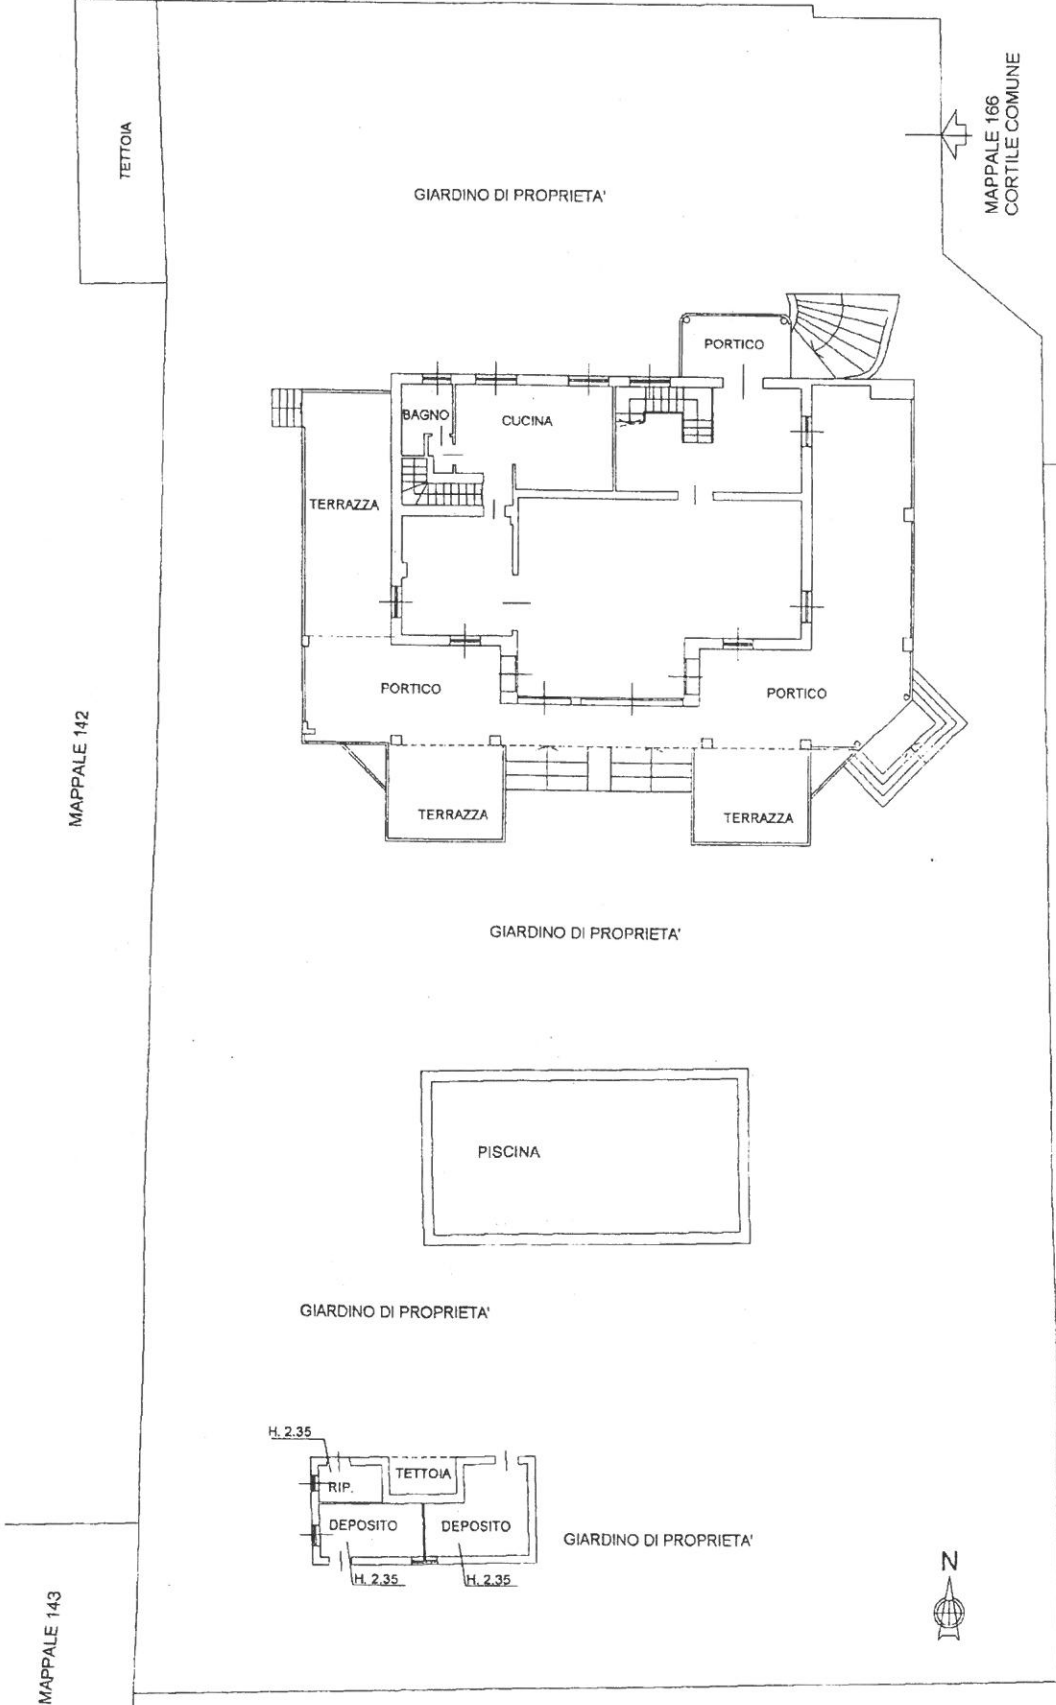 TETTOIA
GIARDINO DI PROPRIETA'
MAPPALE 166
CORTILE COMUNE
PORTICO
BAGNO
CUCINA
TERRAZZA
PORTICO
PORTICO
MAPPALE 142
TERRAZZA
TERRAZZA
GIARDINO DI PROPRIETA'
PISCINA
GIARDINO DI PROPRIETA'
H. 2.35
TETTOIA
RIP.
DEPOSITO
DEPOSITO
GIARDINO DI PROPRIETA'
H. 2.35
H. 2.35
N
MAPPALE 143